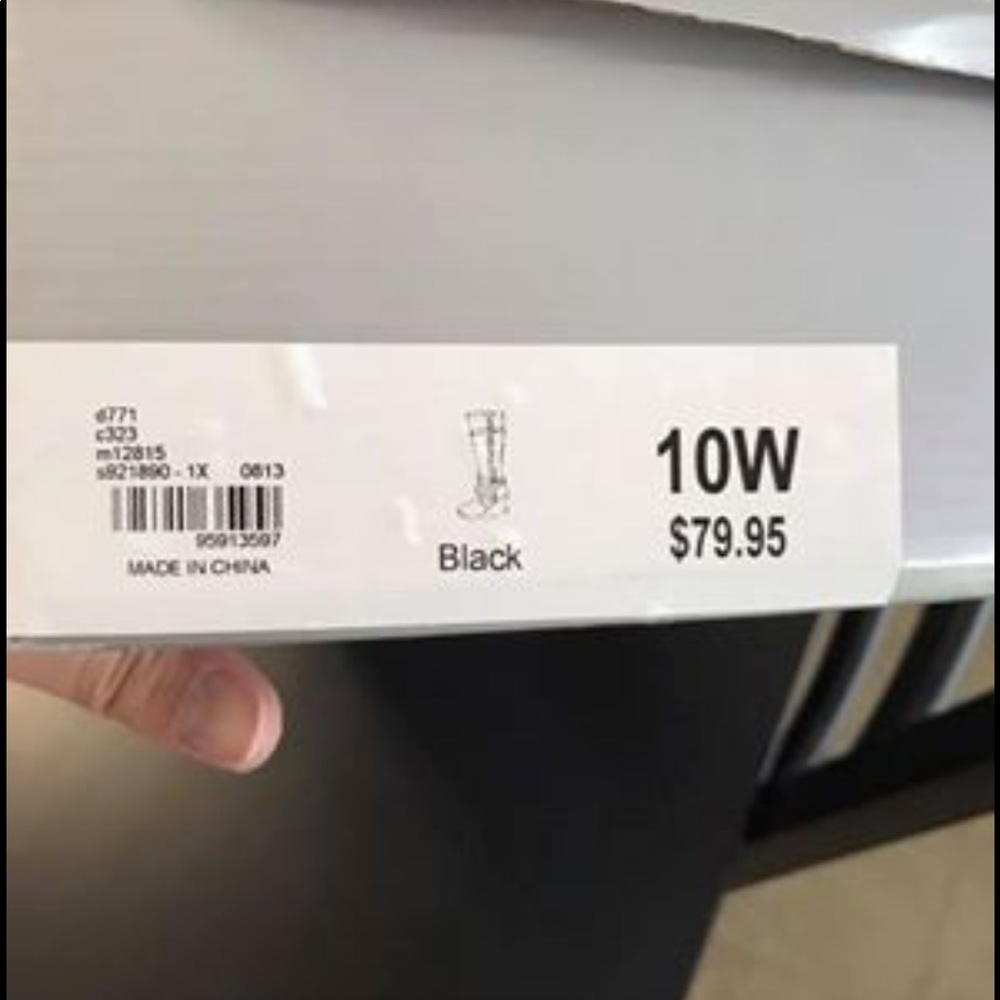 d771
c323
m12815
s921890 - 1X 0813
95913597
MADE IN CHINA
Black
10W
$79.95